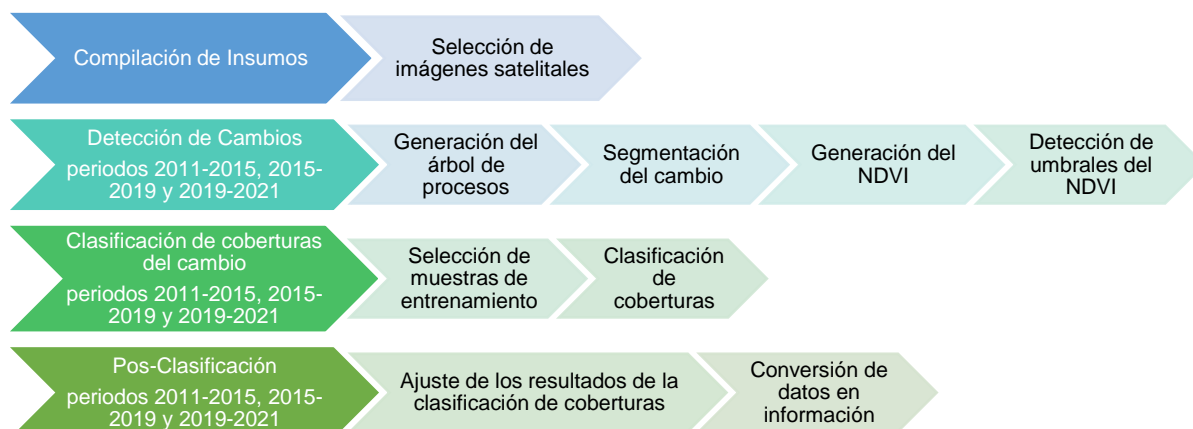 Compilación de Insumos
Selección de
imágenes satelitales
Detección de Cambios
periodos 2011-2015, 2015-
2019 y 2019-2021
Generación del
árbol de
procesos
Segmentación
del cambio
Generación del
NDVI
Detección de
umbrales del
NDVI
Clasificación de coberturas
del cambio
periodos 2011-2015, 2015-
2019 y 2019-2021
Selección de
muestras de
entrenamiento
Clasificación
de
coberturas
Pos-Clasificación
periodos 2011-2015, 2015-
2019 y 2019-2021
Ajuste de los resultados de la
clasificación de coberturas
Conversión de
datos en
información